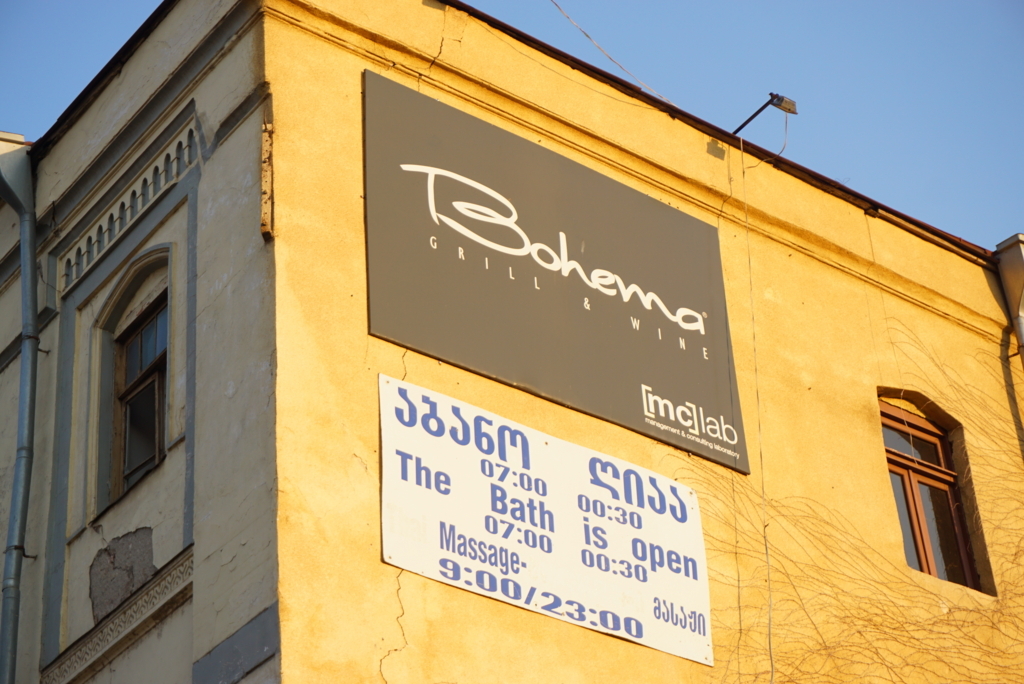 Bohema®
GRILL & WINE
[mc]lab
management & consulting laboratory
აბანო ღიაა
07:00 00:30
The Bath is open
07:00 00:30
Massage- მასაჟი
9:00/23:00